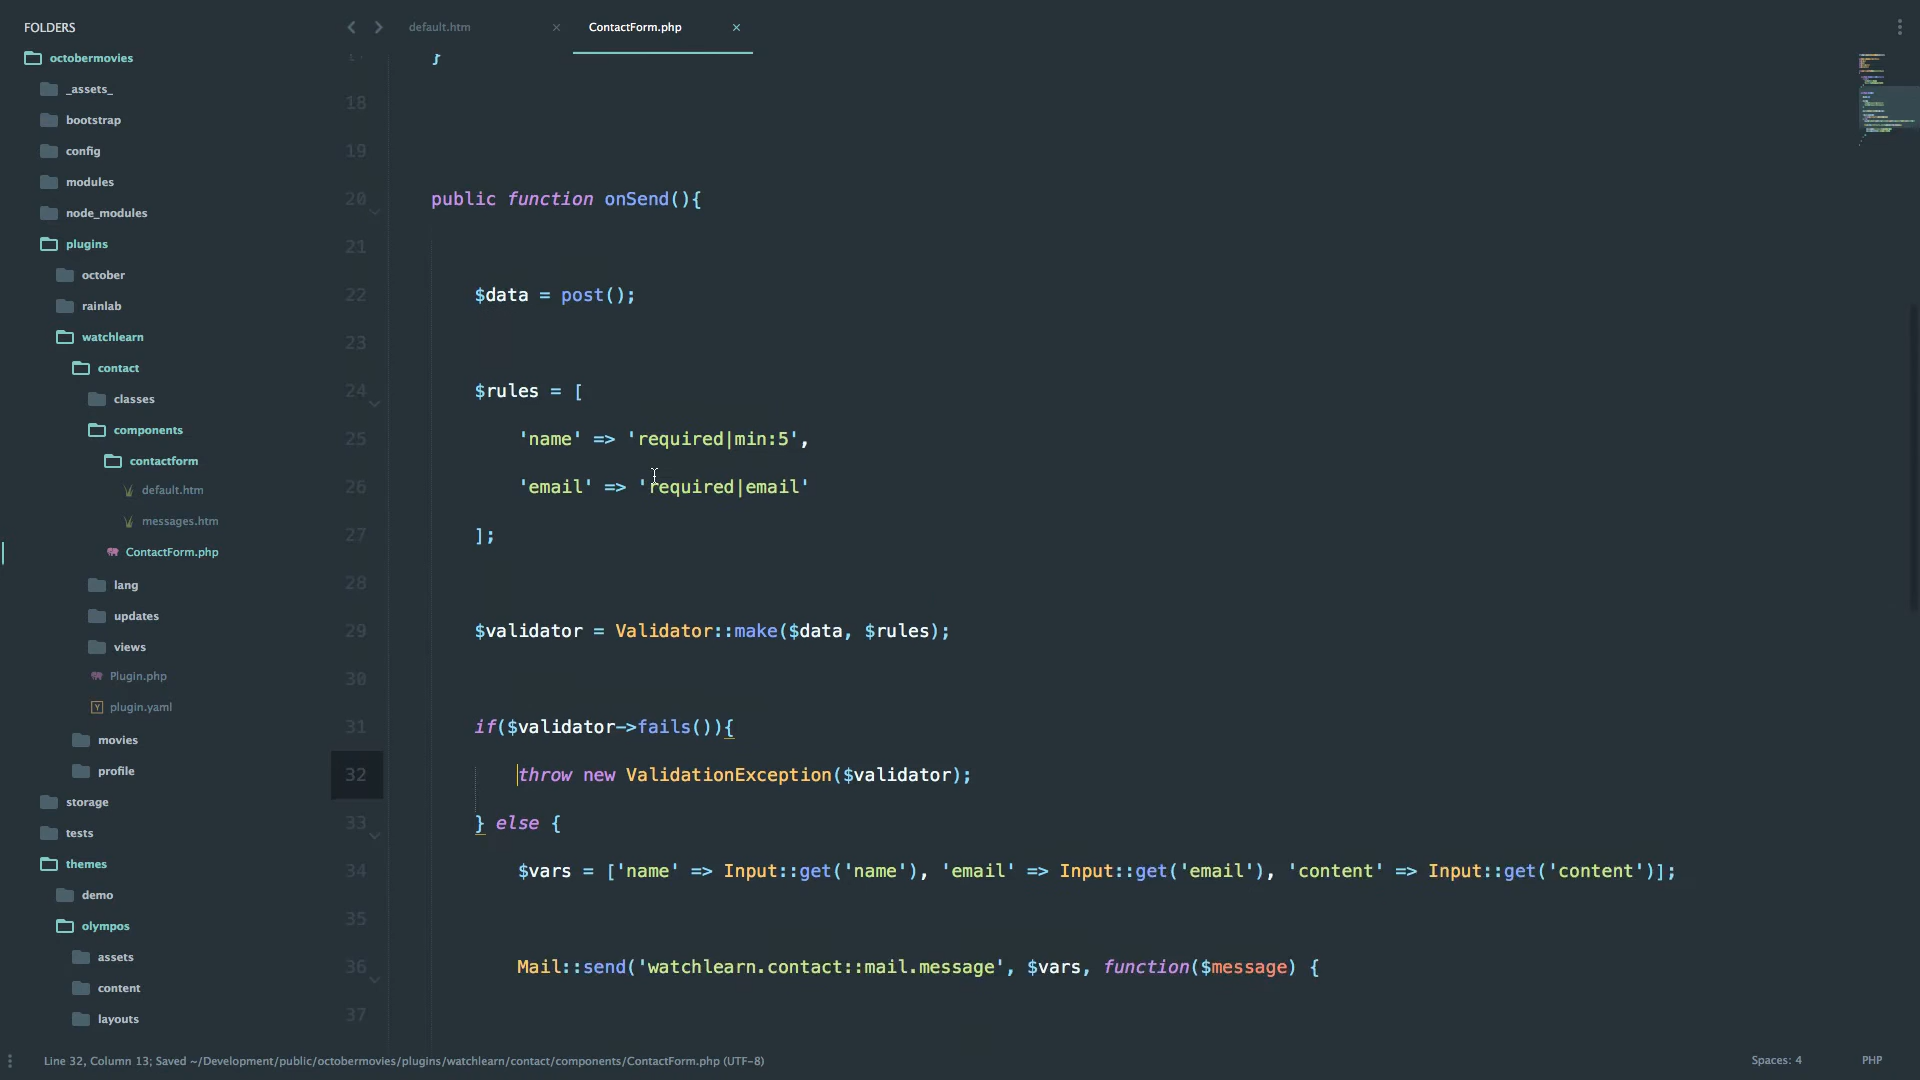 FOLDERS
octobermovies
_assets_
bootstrap
config
modules
node_modules
plugins
october
rainlab
watchlearn
contact
classes
components
contactform
default.htm
messages.htm
ContactForm.php
lang
updates
views
Plugin.php
plugin.yaml
movies
profile
storage
tests
themes
demo
olympos
assets
content
layouts
default.htm
ContactForm.php
}
18
19
20 public function onSend(){
21
22 $data = post();
23
24 $rules = [
25 'name' => 'required|min:5',
26 'email' => 'required|email'
27 ];
28
29 $validator = Validator::make($data, $rules);
30
31 if($validator->fails()){
32 throw new ValidationException($validator);
33 } else {
34 $vars = ['name' => Input::get('name'), 'email' => Input::get('email'), 'content' => Input::get('content')];
35
36 Mail::send('watchlearn.contact::mail.message', $vars, function($message) {
37
Line 32, Column 13; Saved ~/Development/public/octobermovies/plugins/watchlearn/contact/components/ContactForm.php (UTF-8)
Spaces: 4
PHP